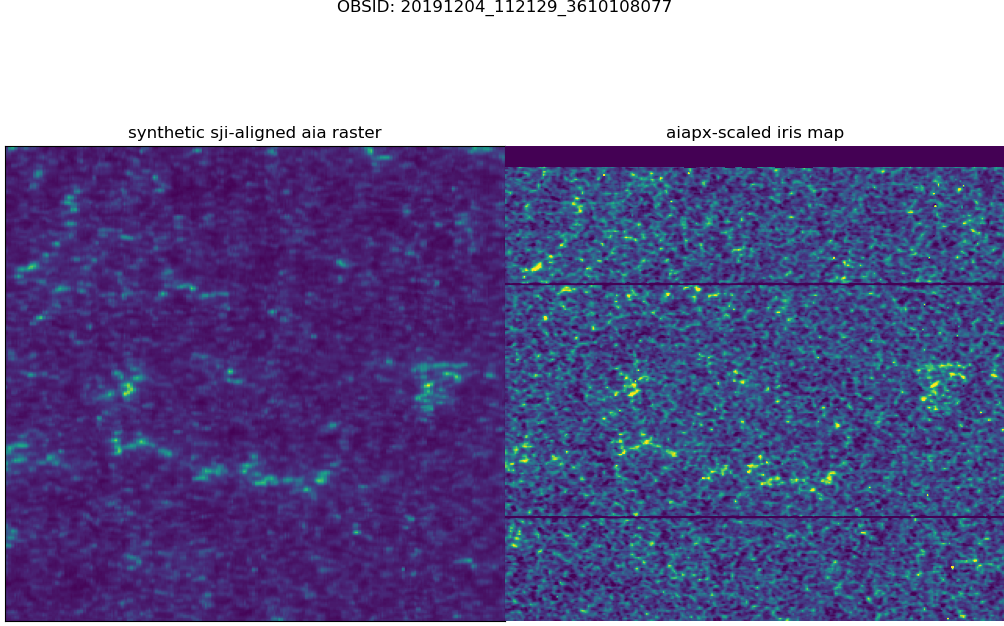 OBSID: 20191204_112129_3610108077
synthetic sji-aligned aia raster
aiapx-scaled iris map